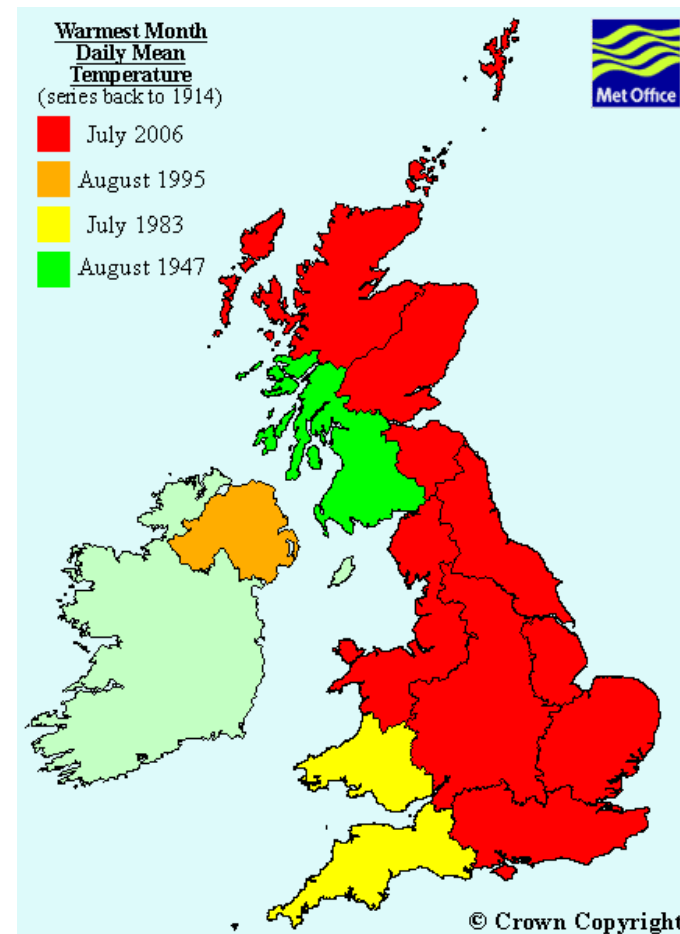 Warmest Month
Daily Mean
Temperature
(series back to 1914)
July 2006
August 1995
July 1983
August 1947
Met Office
© Crown Copyright